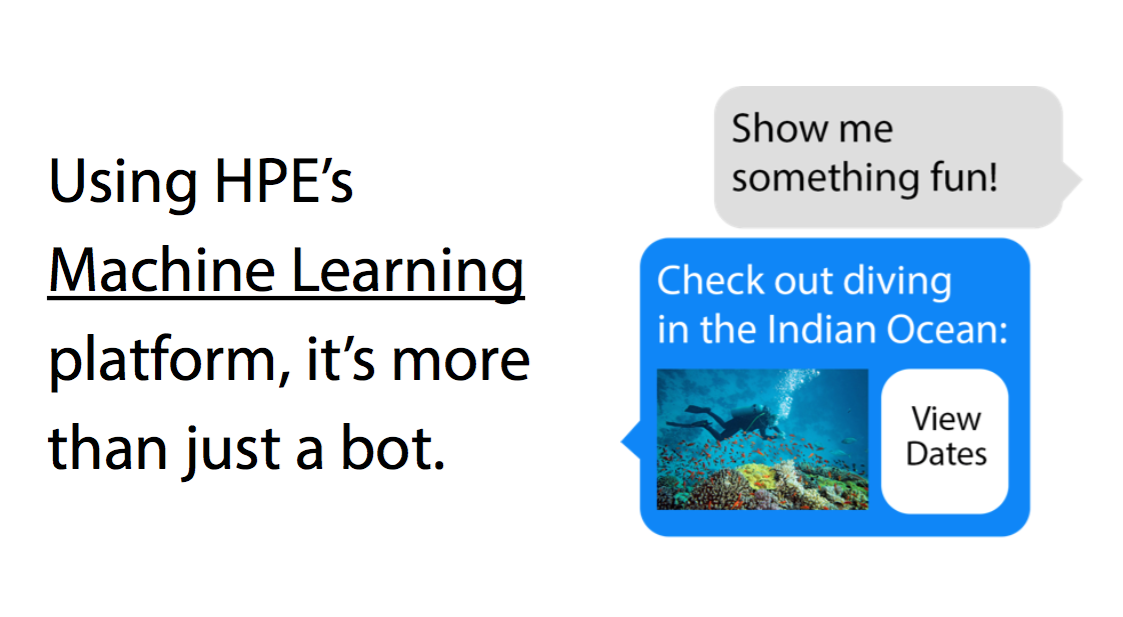 Using HPE’s
Machine Learning
platform, it’s more
than just a bot.
Show me
something fun!
Check out diving
in the Indian Ocean:
View
Dates